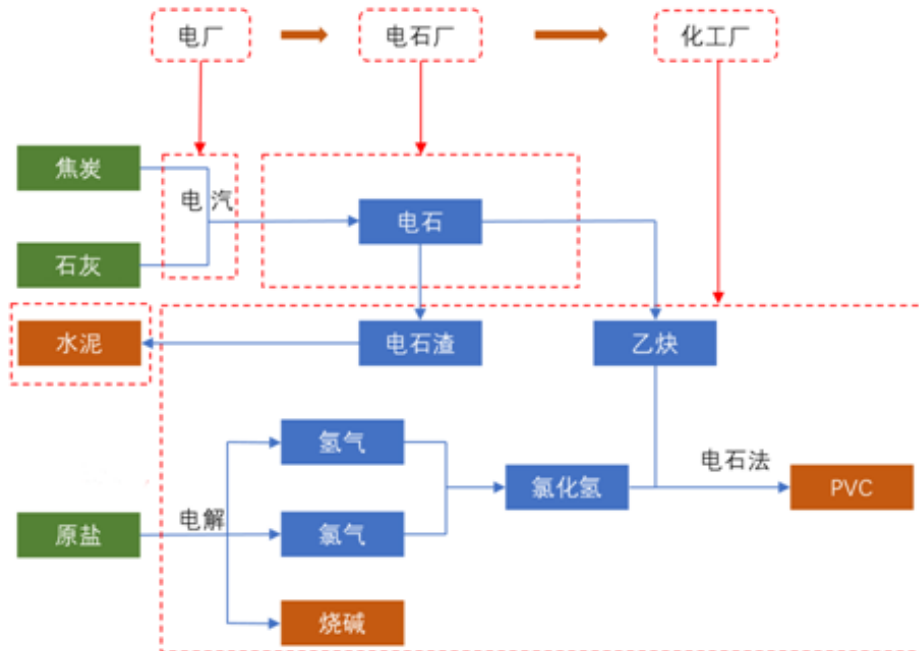 电厂
电石厂
化工厂
焦炭
电 汽
电石
石灰
水泥
电石渣
乙炔
氢气
电石法
氯化氢
PVC
原盐
电解
氯气
烧碱